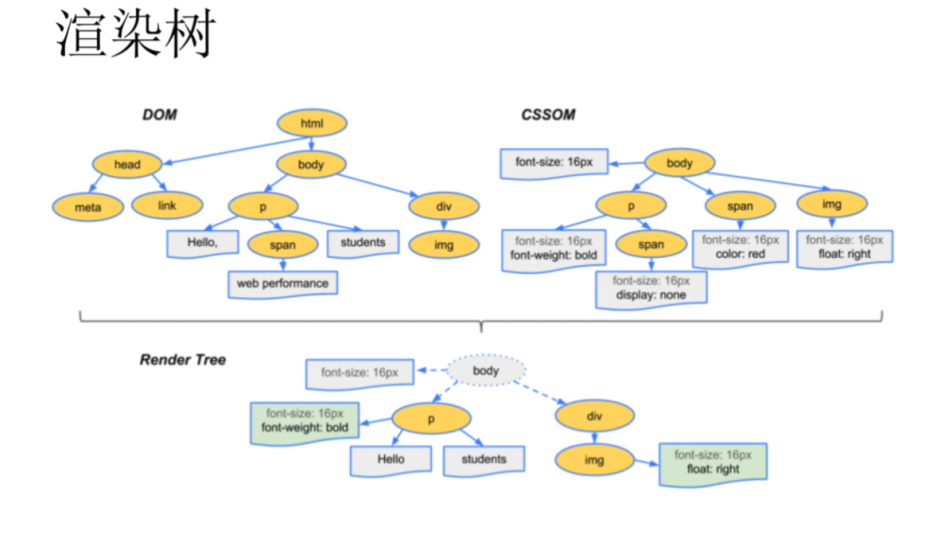 渲染树
DOM
CSSOM
html
head
body
meta
link
p
div
Hello,
span
students
img
web performance
font-size: 16px
body
p
span
img
font-size: 16px
font-weight: bold
span
font-size: 16px
color: red
font-size: 16px
float: right
font-size: 16px
display: none
Render Tree
font-size: 16px
body
font-size: 16px
font-weight: bold
p
div
Hello
students
img
font-size: 16px
float: right